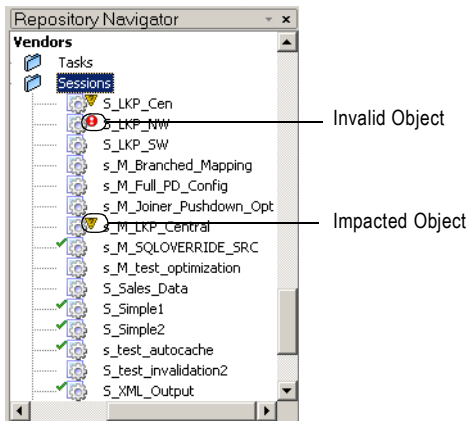 Repository Navigator
Vendors
Tasks
Sessions
S_LKP_Cen
S_LKP_NW
Invalid Object
S_LKP_SW
s_M_Branched_Mapping
s_M_Full_PD_Config
s_M_Joiner_Pushdown_Opt
s_M_LKP_Central
Impacted Object
s_M_SQLOVERRIDE_SRC
s_M_test_optimization
S_Sales_Data
S_Simple1
S_Simple2
s_test_autocache
S_test_invalidation2
S_XML_Output